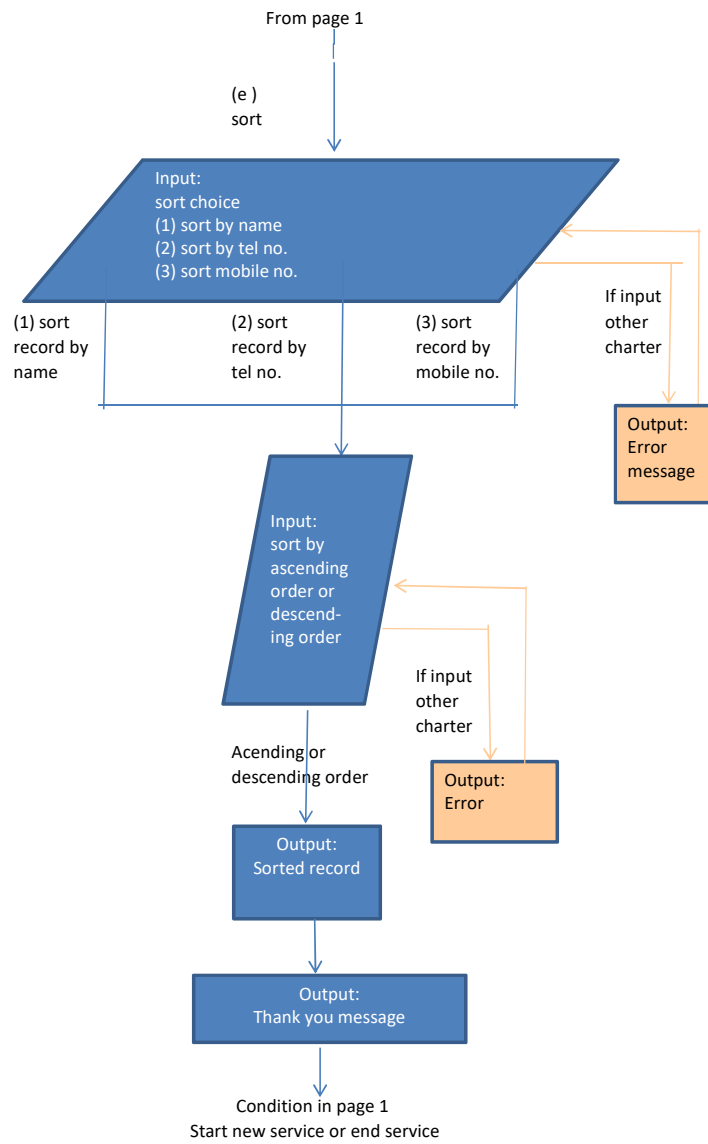 From page 1
(e )
sort
Input:
sort choice
(1) sort by name
(2) sort by tel no.
(3) sort mobile no.
(1) sort
record by
name
(2) sort
record by
tel no.
(3) sort
record by
mobile no.
If input
other
charter
Output:
Error
message
Input:
sort by
ascending
order or
descend-
ing order
If input
other
charter
Acending or
descending order
Output:
Error
Output:
Sorted record
Output:
Thank you message
Condition in page 1
Start new service or end service